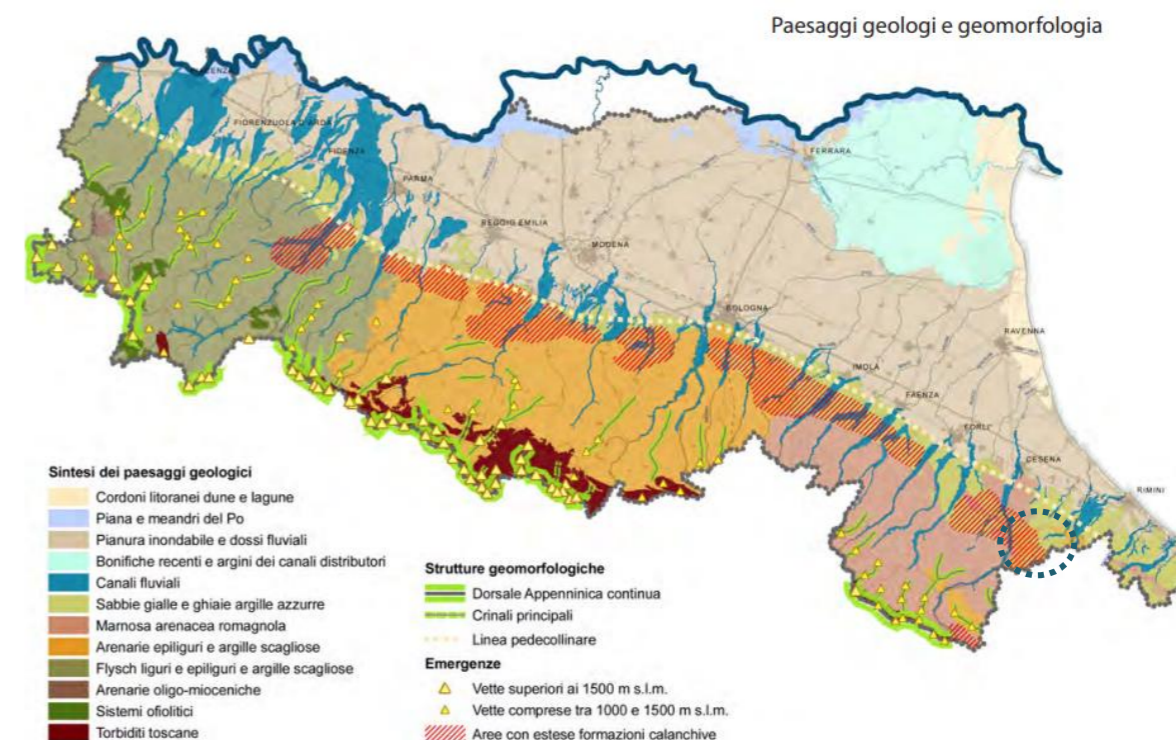 Paesaggi geologi e geomorfologia
FIORENZUOLA D'ARDA
FIDENZA
PARMA
REGGIO EMILIA
MODENA
FERRARA
BOLOGNA
RAVENNA
IMOLA
FAENZA
FORLI'
CESENA
RIMINI
Sintesi dei paesaggi geologici
Cordoni litoranei dune e lagune
Piana e meandri del Po
Pianura inondabile e dossi fluviali
Bonifiche recenti e argini dei canali distributori
Canali fluviali
Sabbie gialle e ghiaie argille azzurre
Marnosa arenacea romagnola
Arenarie epiliguri e argille scagliose
Flysch liguri e epiliguri e argille scagliose
Arenarie oligo-mioceniche
Sistemi ofiolitici
Torbiditi toscane
Strutture geomorfologiche
Dorsale Appenninica continua
Crinali principali
Linea pedecollinare
Emergenze
Vette superiori ai 1500 m s.l.m.
Vette comprese tra 1000 e 1500 m s.l.m.
Aree con estese formazioni calanchive